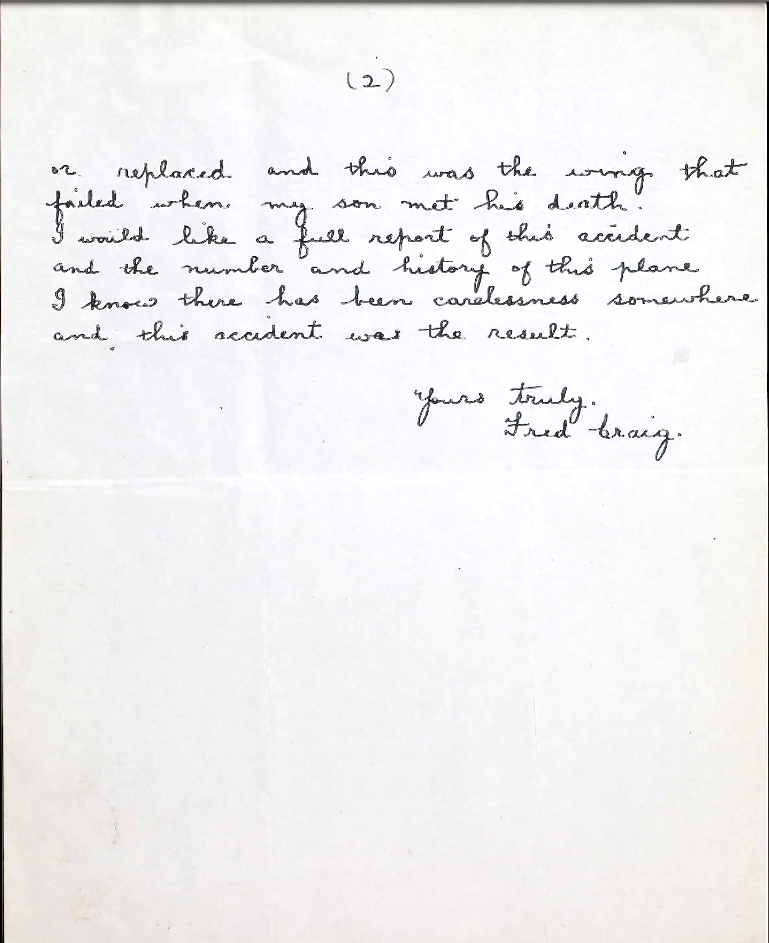 (2)
or replaced and this was the wing that
failed when my son met his death.
I would like a full report of this accident
and the number and history of this plane
I know there has been carelessness somewhere
and this accident was the result.
Yours truly.
Fred Craig.